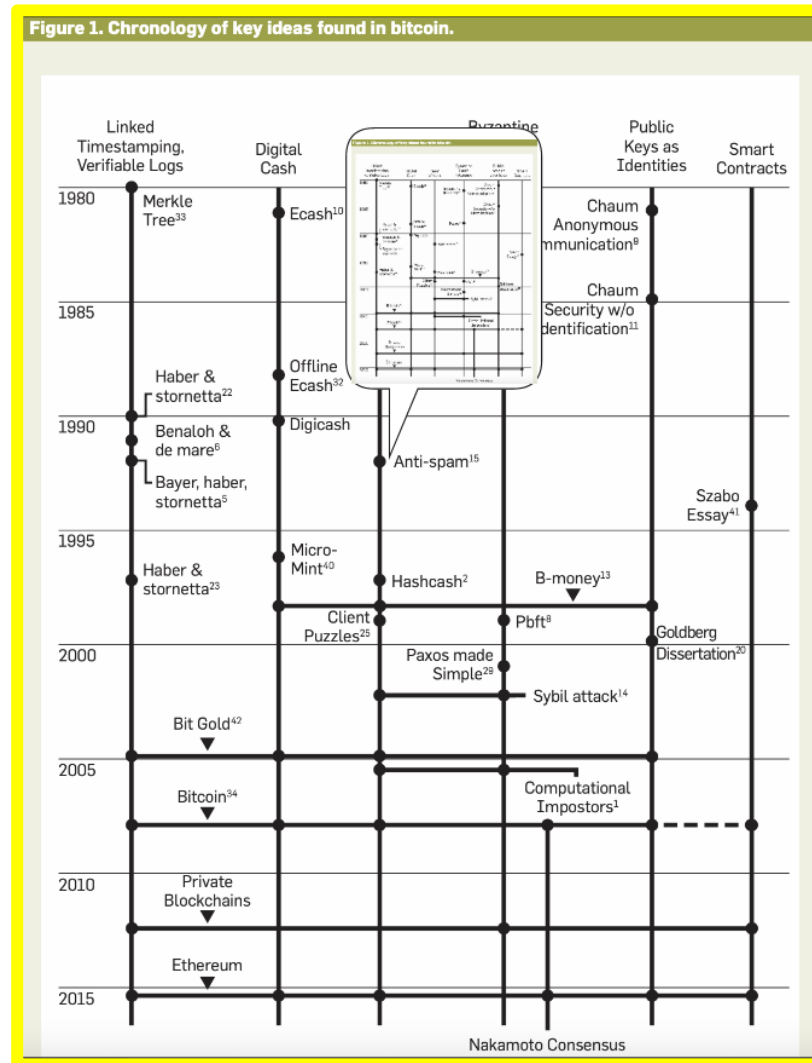 Figure 1. Chronology of key ideas found in bitcoin.
Linked
Timestamping,
Verifiable Logs
Digital
Cash
Byzantine
Public
Keys as
Identities
Smart
Contracts
1980
Merkle
Tree³³
Ecash¹⁰
Chaum
Anonymous
mmunication⁹
1985
Chaum
Security w/o
dentification¹¹
Haber &
stornetta²²
Offline
Ecash³²
1990
Digicash
Benaloh &
de mare⁶
Anti-spam¹⁵
Bayer, haber,
stornetta⁵
Szabo
Essay⁴¹
1995
Micro-
Mint⁴⁰
Haber &
stornetta²³
Hashcash²
B-money¹³
Client
Puzzles²⁵
Pbft⁸
Goldberg
Dissertation²⁰
2000
Paxos made
Simple²⁹
Sybil attack¹⁴
Bit Gold⁴²
2005
Computational
Impostors¹
Bitcoin³⁴
2010
Private
Blockchains
Ethereum
2015
Nakamoto Consensus